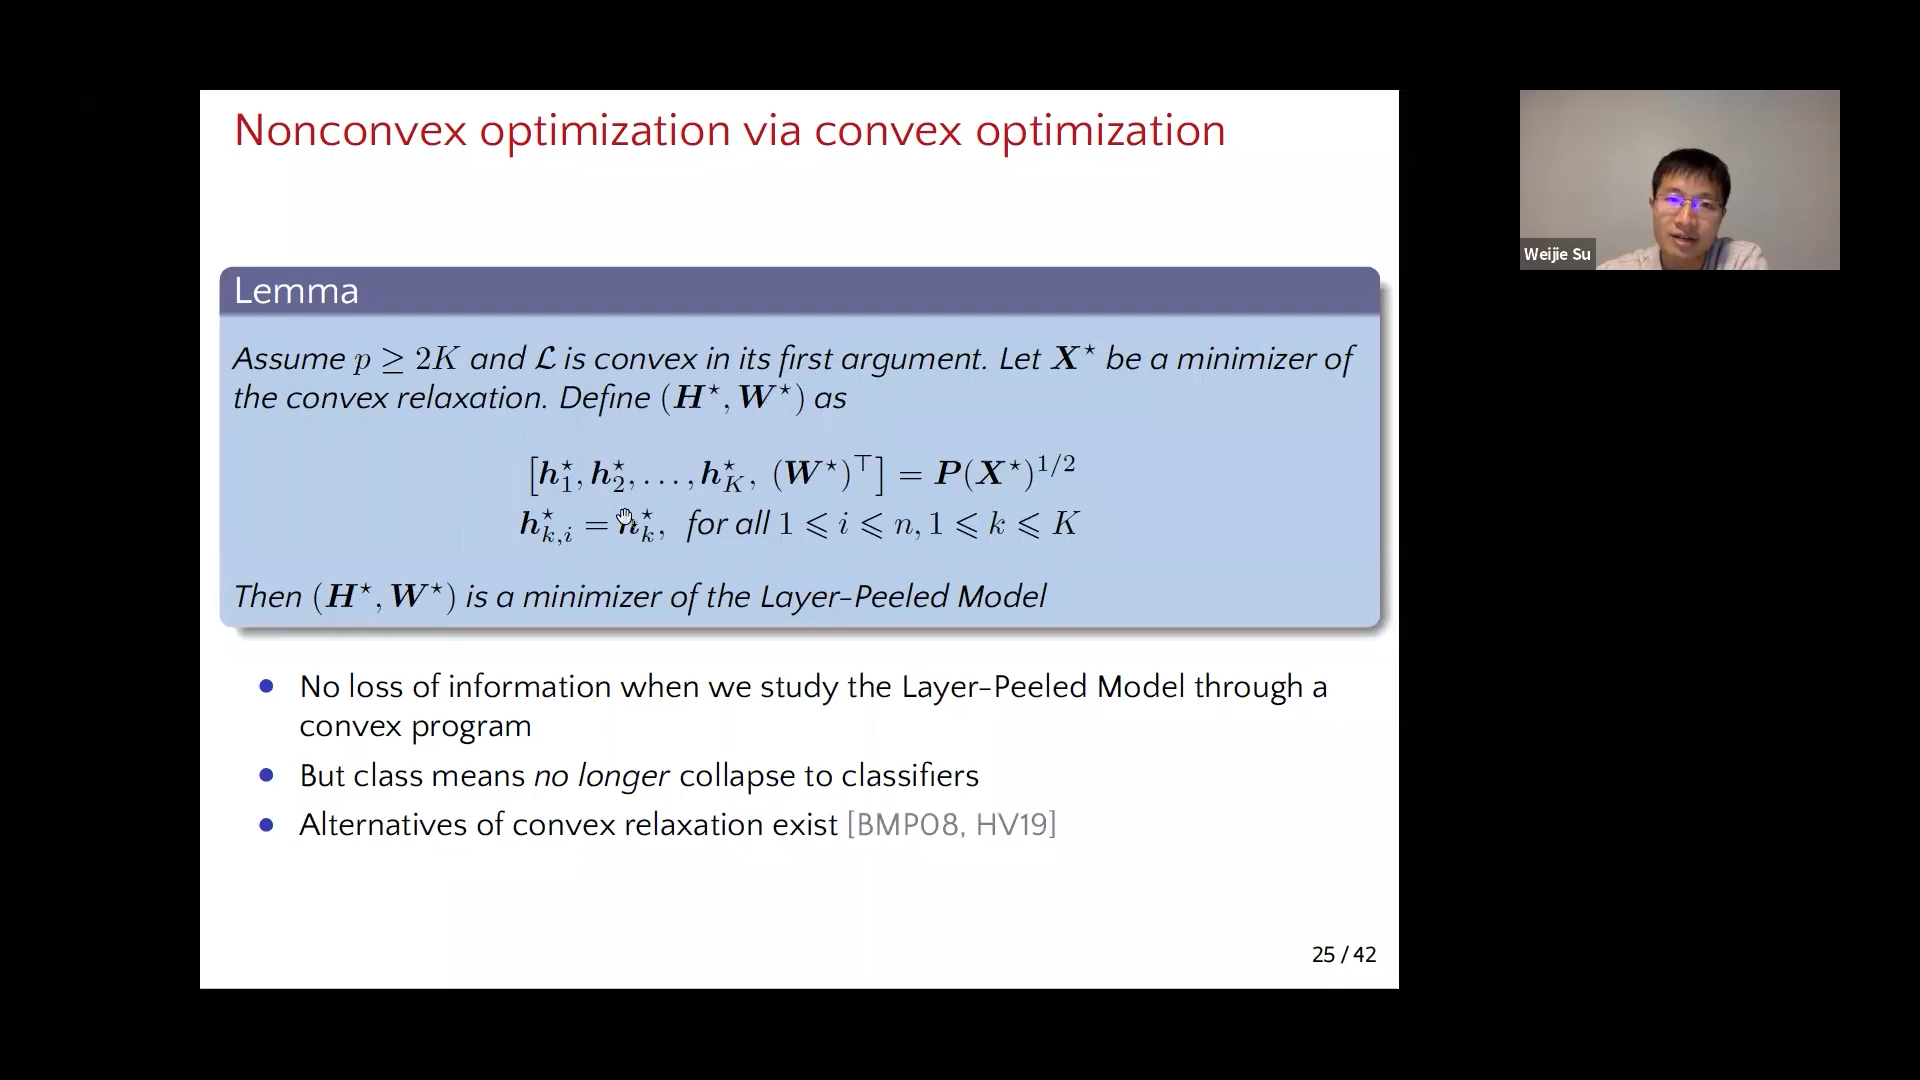 Nonconvex optimization via convex optimization
Lemma
Assume p ≥ 2K and 𝓛 is convex in its first argument. Let X⋆ be a minimizer of
the convex relaxation. Define (H⋆, W⋆) as
[h⋆₁, h⋆₂, . . . , h⋆_K, (W⋆)⊤] = P(X⋆)^{1/2}
h⋆_{k,i} = h⋆_k, for all 1 ⩽ i ⩽ n, 1 ⩽ k ⩽ K
Then (H⋆, W⋆) is a minimizer of the Layer-Peeled Model
• No loss of information when we study the Layer-Peeled Model through a
convex program
• But class means no longer collapse to classifiers
• Alternatives of convex relaxation exist [BMP08, HV19]
25 / 42
Weijie Su